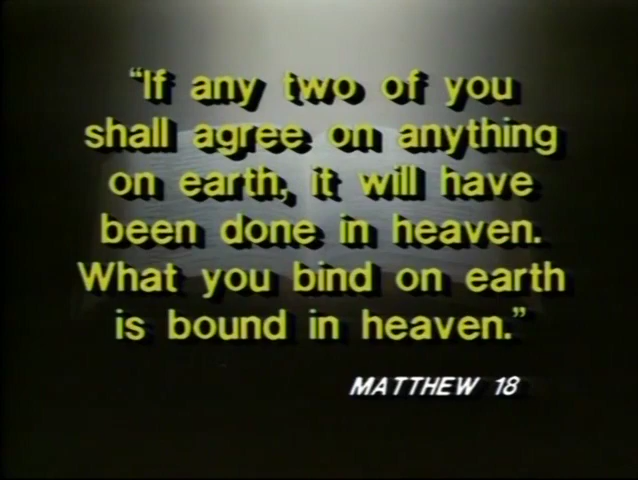 “If any two of you
shall agree on anything
on earth, it will have
been done in heaven.
What you bind on earth
is bound in heaven.”
MATTHEW 18